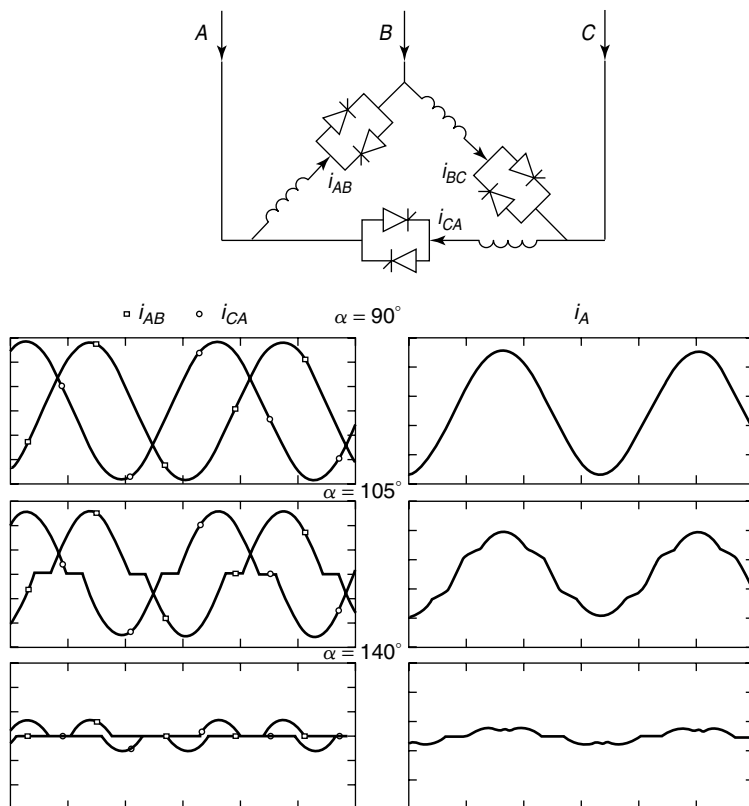 A B C
i_AB
i_BC
i_CA
i_AB i_CA α = 90° i_A
α = 105°
140°